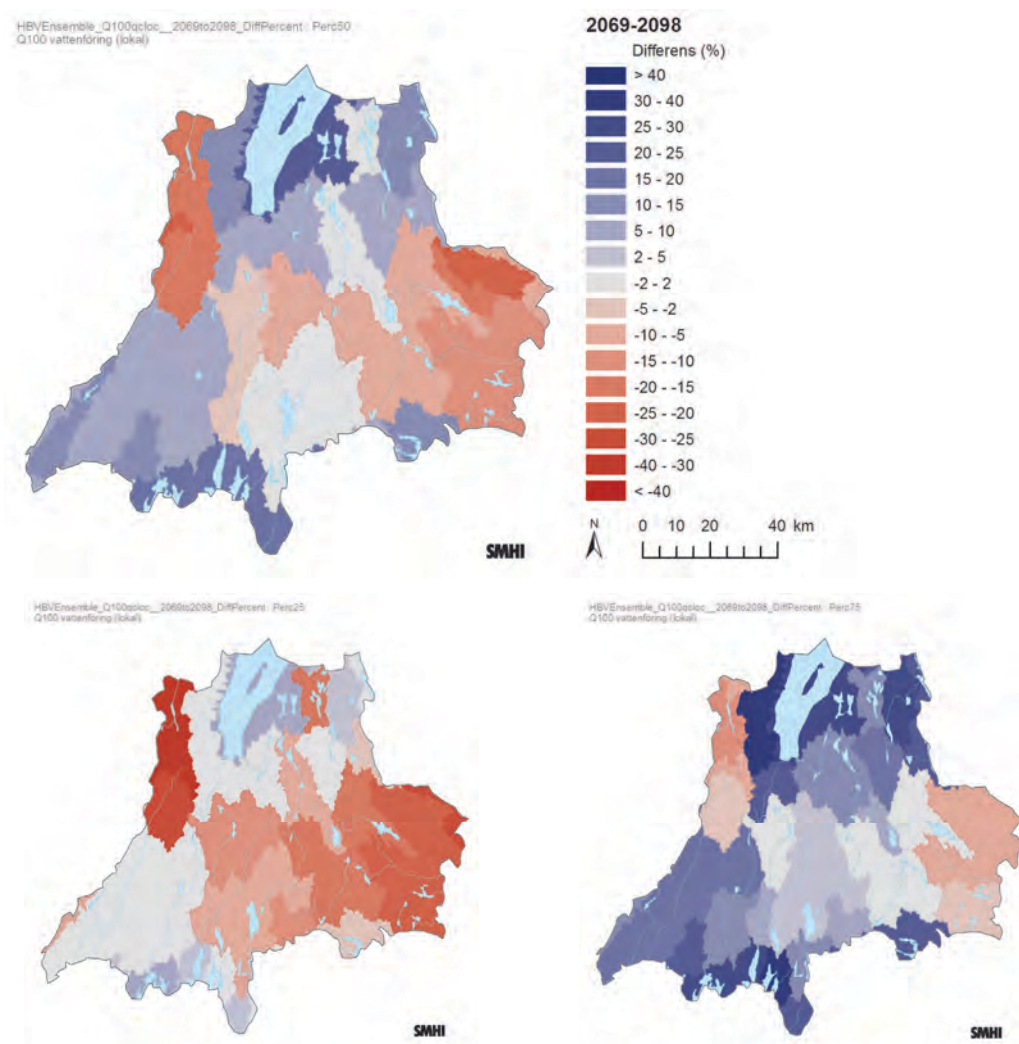 HBVEnsemble_Q100qcloc__2069to2098_DiffPercent : Perc50
Q100 vattenföring (lokal)
2069-2098
Differens (%)
> 40
30 - 40
25 - 30
20 - 25
15 - 20
10 - 15
5 - 10
2 - 5
-2 - 2
-5 - -2
-10 - -5
-15 - -10
-20 - -15
-25 - -20
-30 - -25
-40 - -30
< -40
N
0 10 20 40 km
SMHI
HBVEnsemble_Q100qcloc__2069to2098_DiffPercent : Perc25
Q100 vattenföring (lokal)
SMHI
HBVEnsemble_Q100qcloc__2069to2098_DiffPercent : Perc75
Q100 vattenföring (lokal)
SMHI